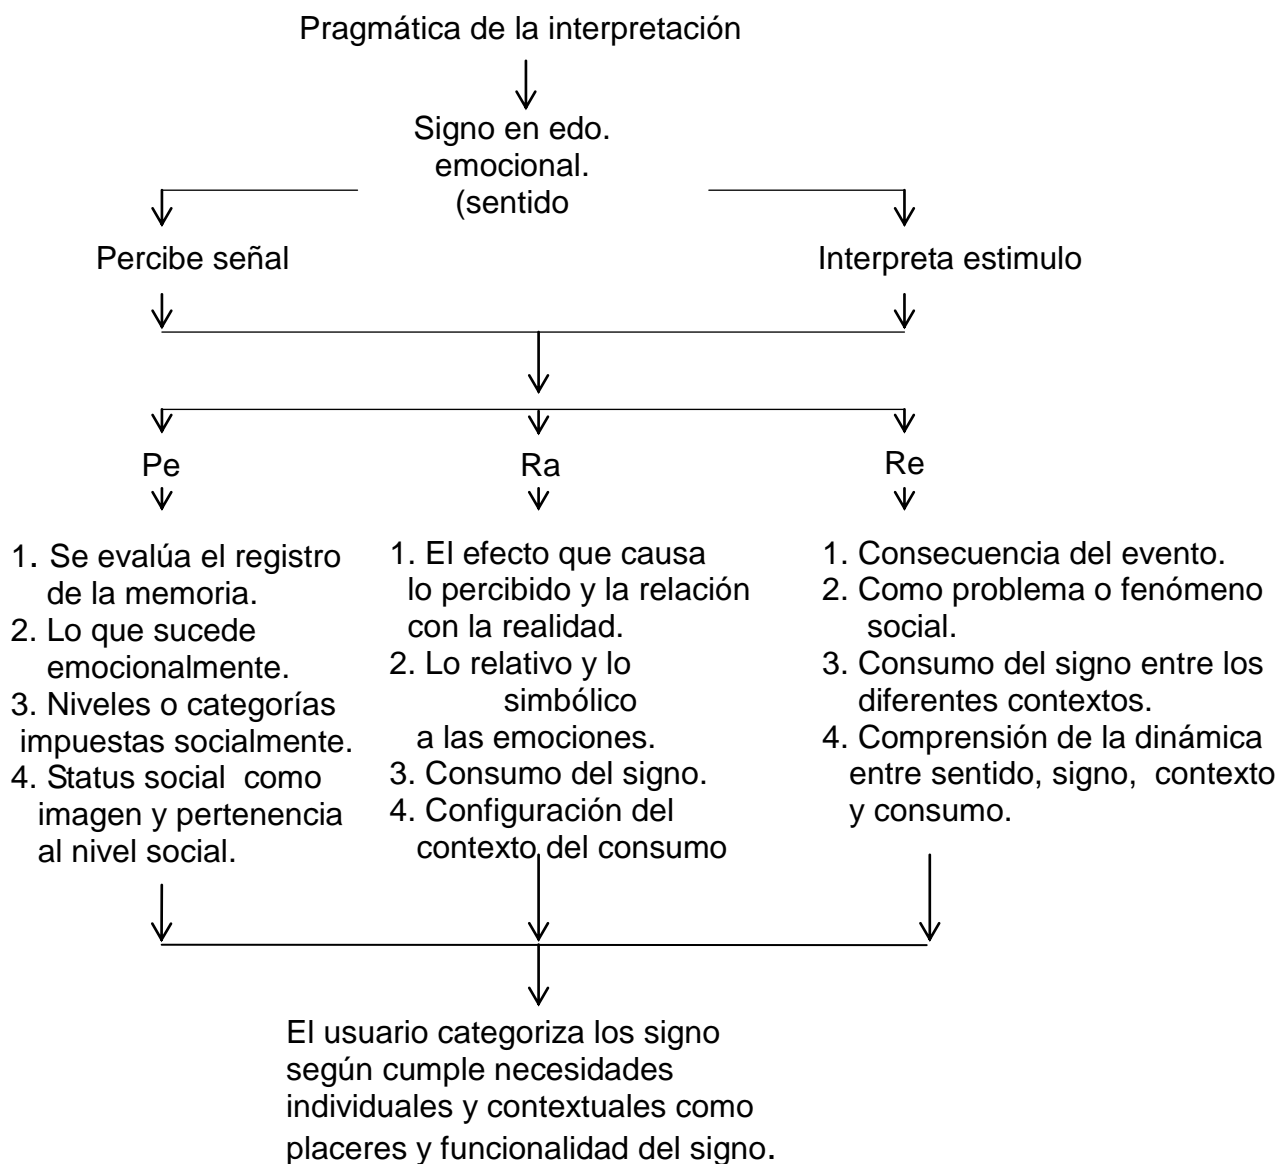 Pragmática de la interpretación
Signo en edo.
emocional.
(sentido
Percibe señal
Interpreta estimulo
Pe
Ra
Re
1. Se evalúa el registro
de la memoria.
2. Lo que sucede
emocionalmente.
3. Niveles o categorías
impuestas socialmente.
4. Status social como
imagen y pertenencia
al nivel social.
1. El efecto que causa
lo percibido y la relación
con la realidad.
2. Lo relativo y lo
simbólico
a las emociones.
3. Consumo del signo.
4. Configuración del
contexto del consumo
1. Consecuencia del evento.
2. Como problema o fenómeno
social.
3. Consumo del signo entre los
diferentes contextos.
4. Comprensión de la dinámica
entre sentido, signo, contexto
y consumo.
El usuario categoriza los signo
según cumple necesidades
individuales y contextuales como
placeres y funcionalidad del signo.